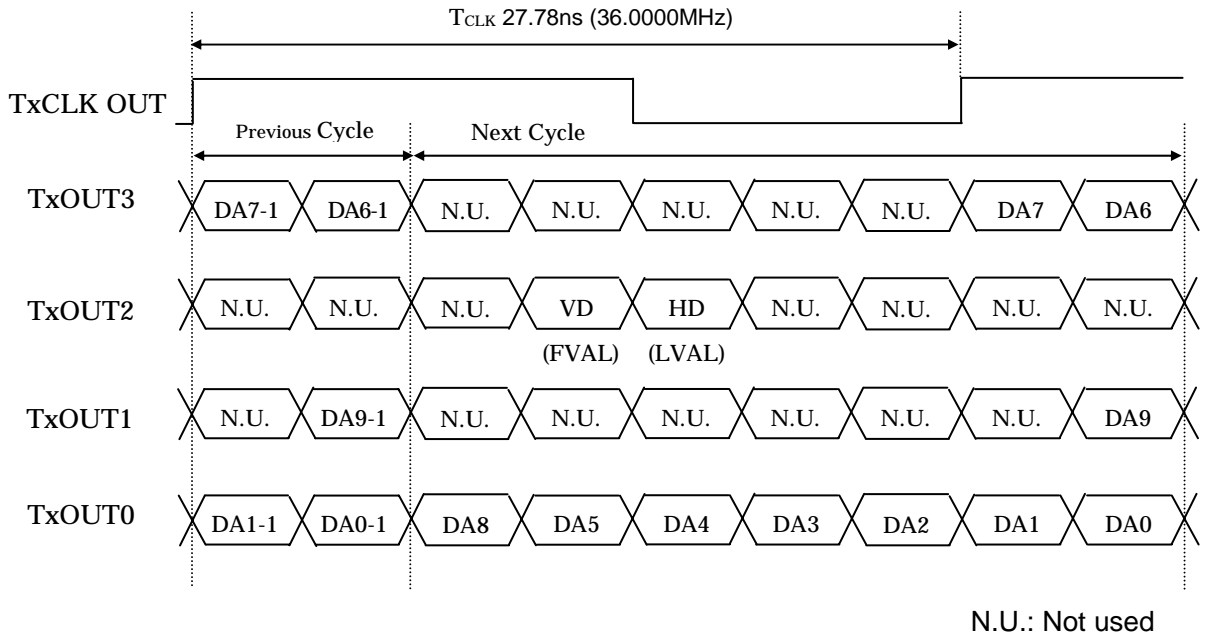 TCLK 27.78ns (36.0000MHz)
TxCLK OUT
Previous Cycle Next Cycle
TxOUT3 DA7-1 DA6-1 N.U. N.U. N.U. N.U. N.U. DA7 DA6
TxOUT2 N.U. N.U. N.U. VD HD N.U. N.U. N.U. N.U.
(FVAL) (LVAL)
TxOUT1 N.U. DA9-1 N.U. N.U. N.U. N.U. N.U. N.U. DA9
TxOUT0 DA1-1 DA0-1 DA8 DA5 DA4 DA3 DA2 DA1 DA0
N.U.: Not used